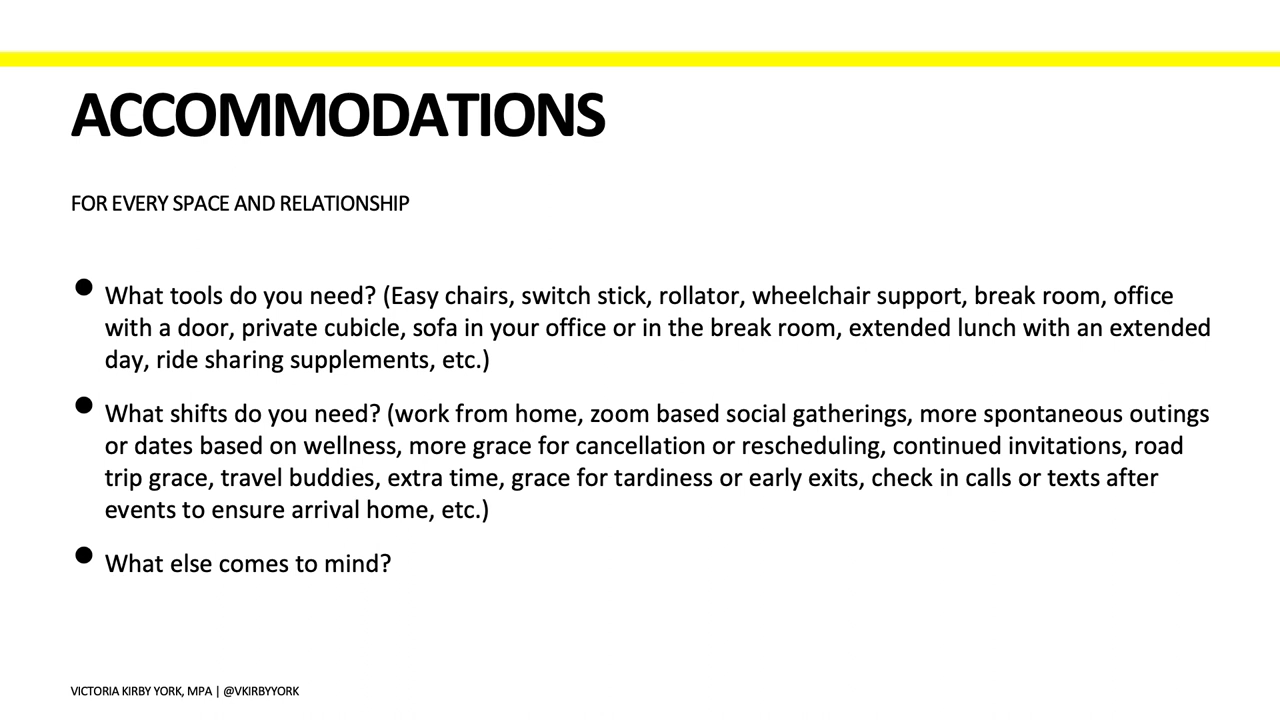 ACCOMMODATIONS
FOR EVERY SPACE AND RELATIONSHIP
• What tools do you need? (Easy chairs, switch stick, rollator, wheelchair support, break room, office
with a door, private cubicle, sofa in your office or in the break room, extended lunch with an extended
day, ride sharing supplements, etc.)
• What shifts do you need? (work from home, zoom based social gatherings, more spontaneous outings
or dates based on wellness, more grace for cancellation or rescheduling, continued invitations, road
trip grace, travel buddies, extra time, grace for tardiness or early exits, check in calls or texts after
events to ensure arrival home, etc.)
• What else comes to mind?
VICTORIA KIRBY YORK, MPA | @VKIRBYYORK